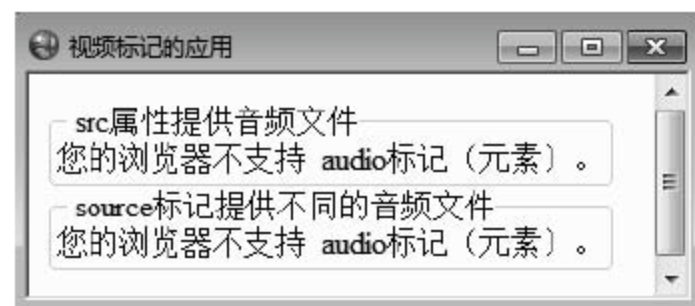 视频标记的应用
src属性提供音频文件
您的浏览器不支持 audio标记（元素）。
source标记提供不同的音频文件
您的浏览器不支持 audio标记（元素）。